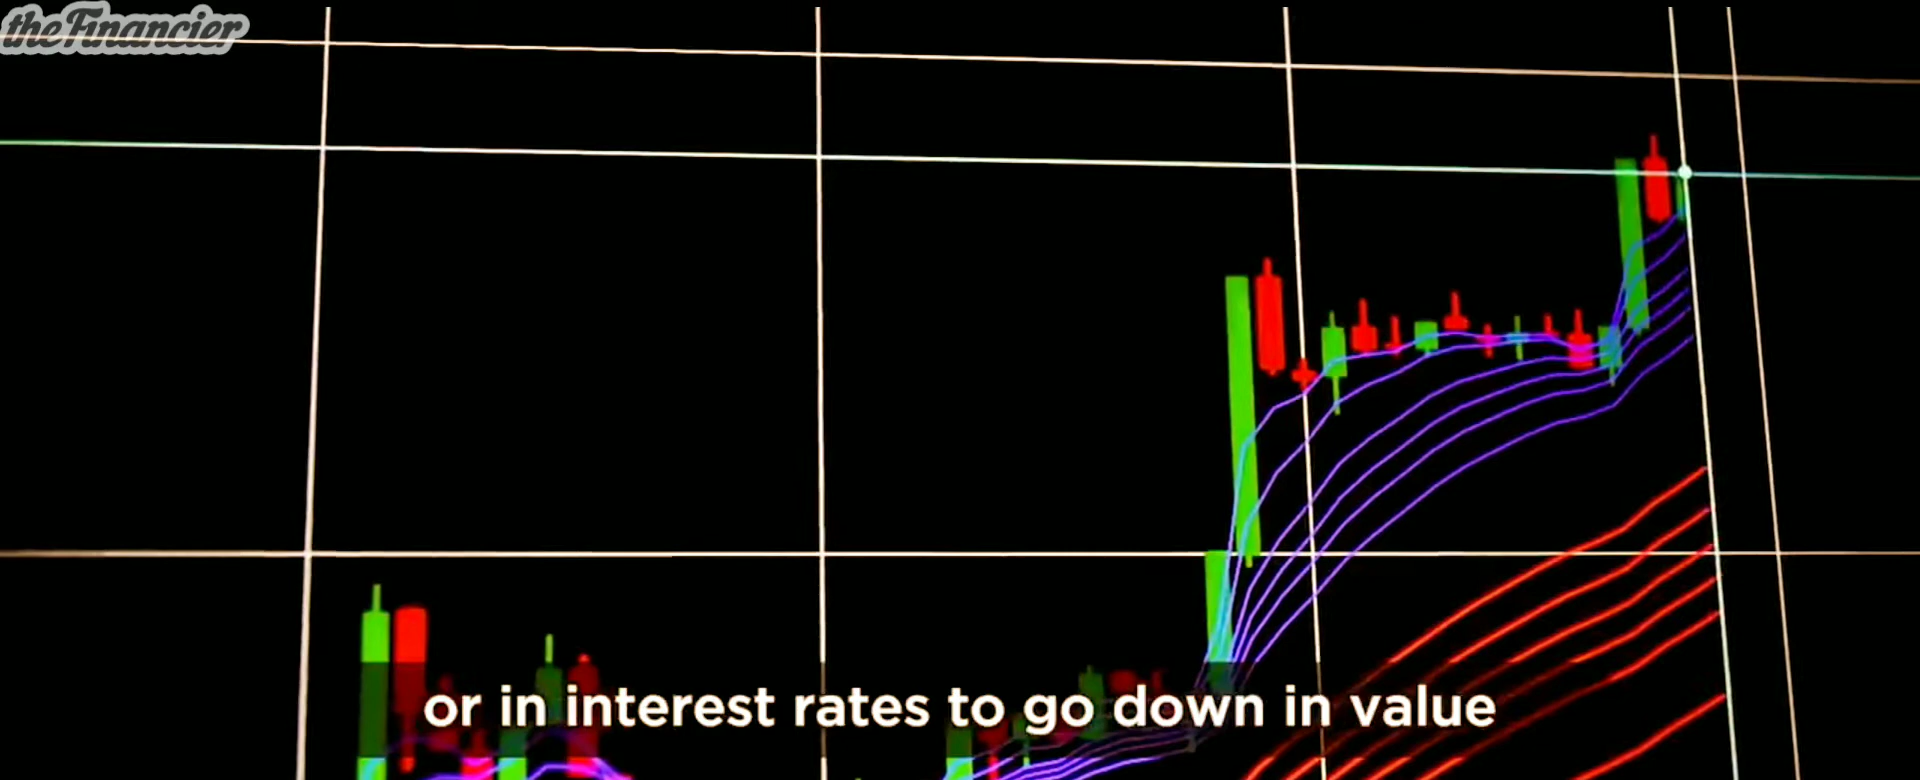 theFinancier
or in interest rates to go down in value